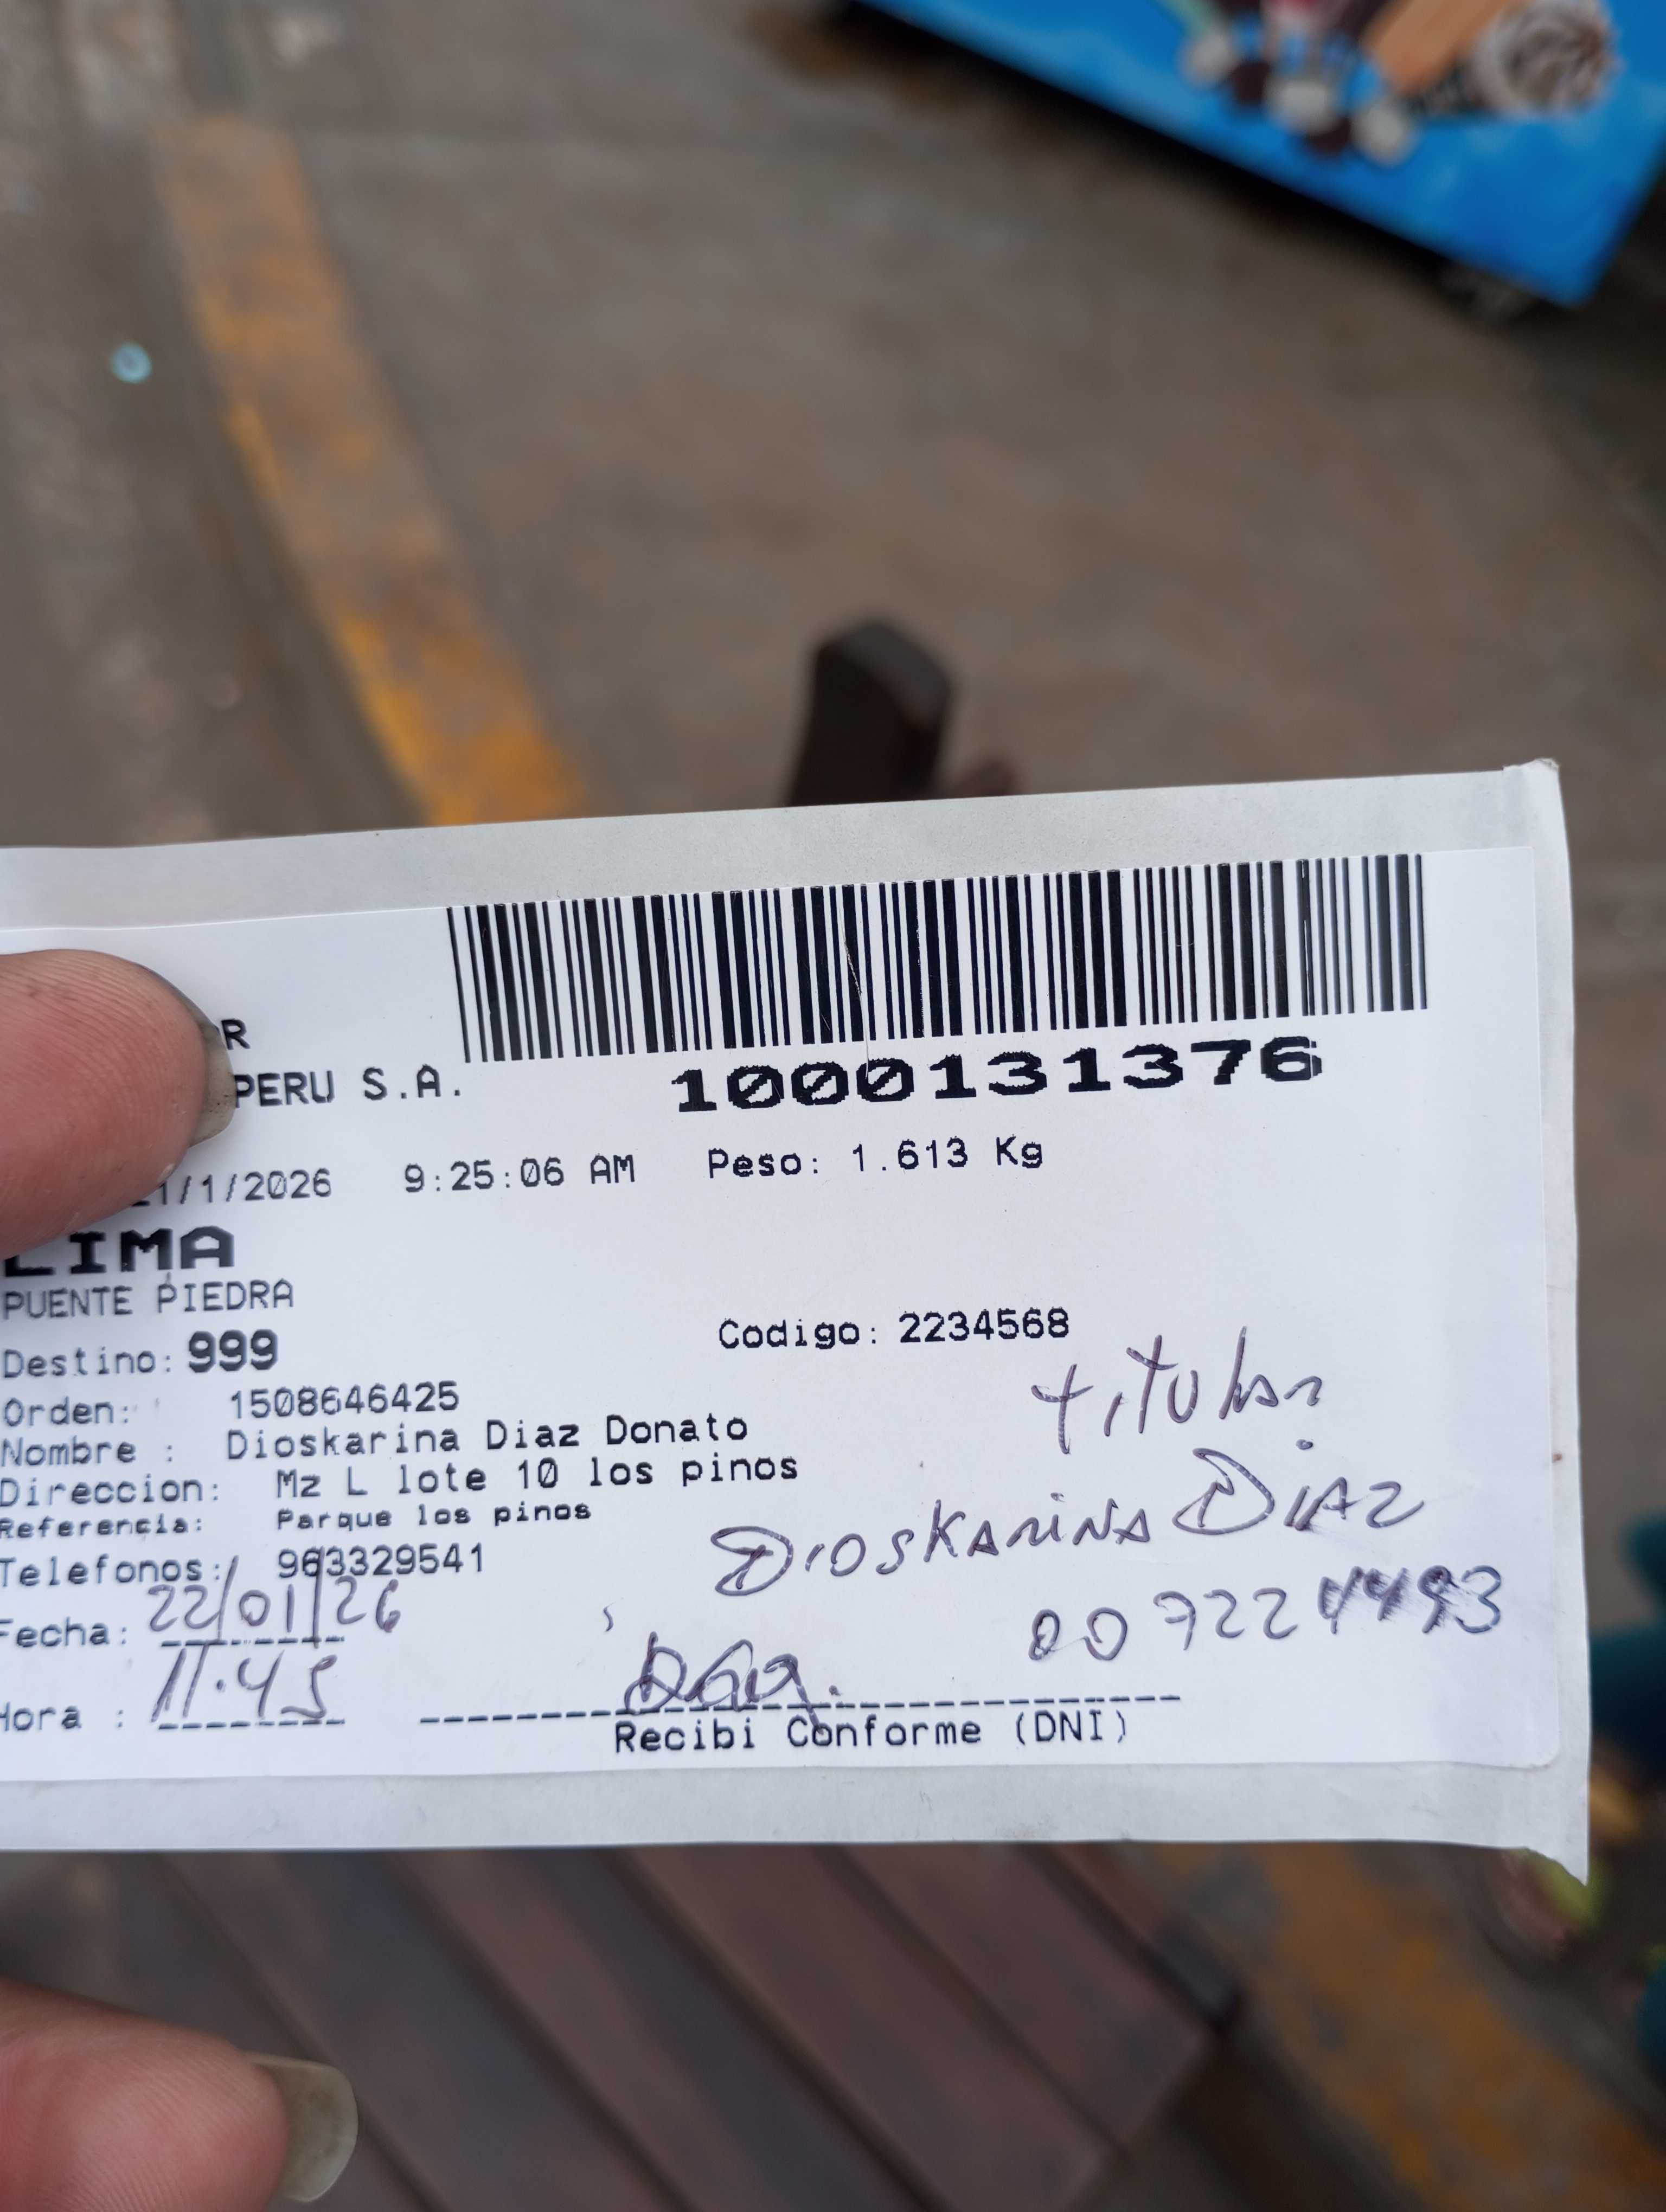 R
PERU S.A.
1000131376
1/1/2026 9:25:06 AM Peso: 1.613 Kg
LIMA
PUENTE PIEDRA
Destino: 999
Codigo: 2234568
Orden: 1508646425
Nombre : Dioskarina Diaz Donato
Direccion: Mz L lote 10 los pinos
Referencia: Parque los pinos
Telefonos: 963329541
titular
DIOSKARINA DIAZ
Fecha: 22/01/26
Hora : 11.45
Recibi Conforme (DNI)